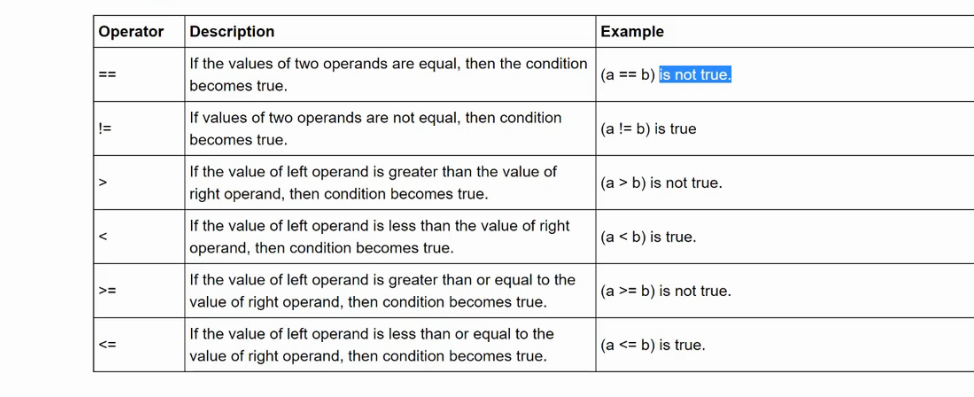 Operator Description Example
== If the values of two operands are equal, then the condition becomes true. (a == b) is not true.
!= If values of two operands are not equal, then condition becomes true. (a != b) is true
> If the value of left operand is greater than the value of right operand, then condition becomes true. (a > b) is not true.
< If the value of left operand is less than the value of right operand, then condition becomes true. (a < b) is true.
>= If the value of left operand is greater than or equal to the value of right operand, then condition becomes true. (a >= b) is not true.
<= If the value of left operand is less than or equal to the value of right operand, then condition becomes true. (a <= b) is true.